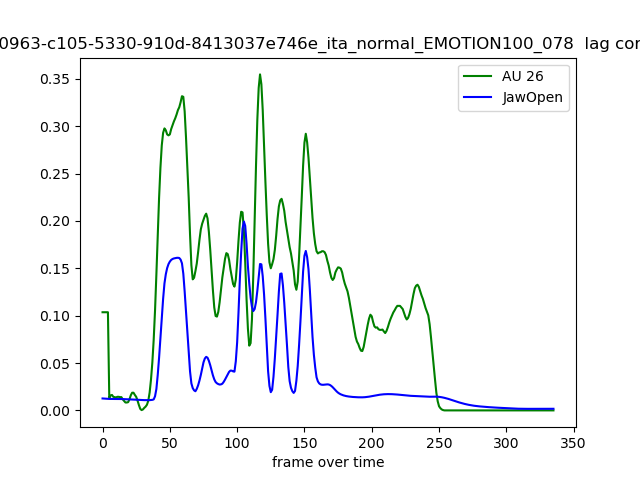 0963-c105-5330-910d-8413037e746e_ita_normal_EMOTION100_078 lag cor
AU 26
JawOpen
0.35
0.30
0.25
0.20
0.15
0.10
0.05
0.00
0 50 100 150 200 250 300 350
frame over time